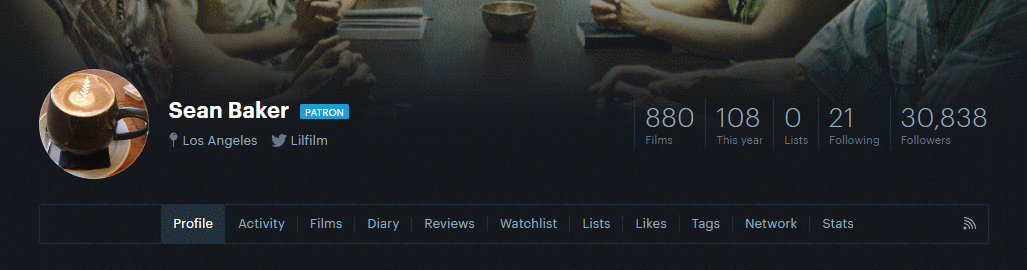 Sean Baker PATRON
Los Angeles Lilfilm
880 108 0 21 30,838
Films This year Lists Following Followers
Profile Activity Films Diary Reviews Watchlist Lists Likes Tags Network Stats